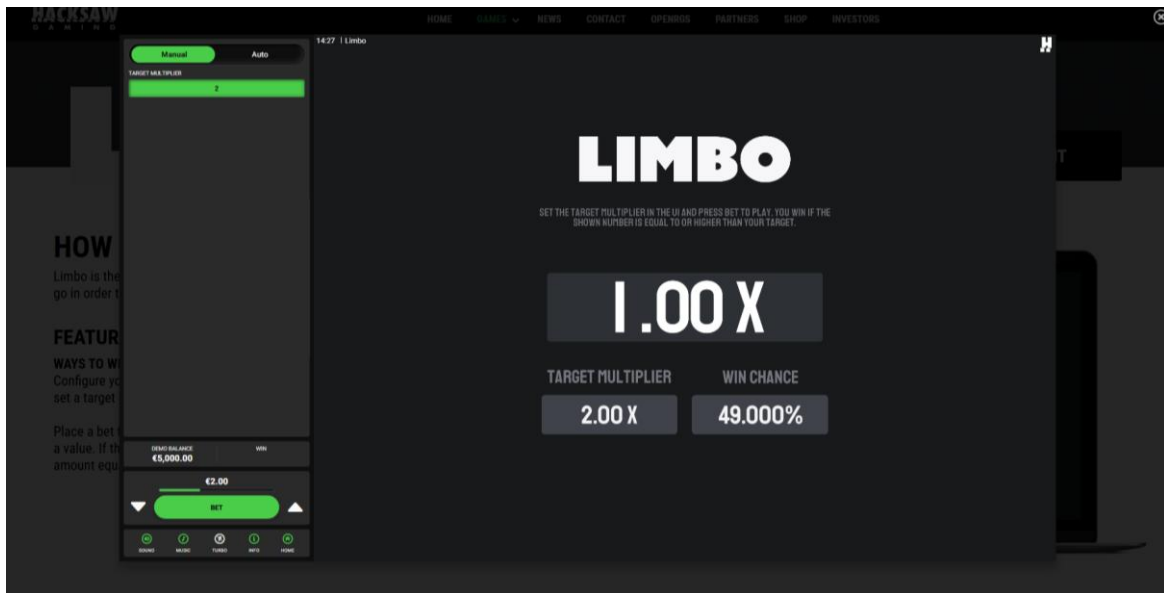 HACKSAW
GAMING
HOME GAMES NEWS CONTACT OPENRGS PARTNERS SHOP INVESTORS
Manual Auto
14:27 | Limbo
TARGET MULTIPLIER
2
LIMBO
SET THE TARGET MULTIPLIER IN THE UI AND PRESS BET TO PLAY. YOU WIN IF THE
SHOWN NUMBER IS EQUAL TO OR HIGHER THAN YOUR TARGET.
1.00 X
TARGET MULTIPLIER WIN CHANCE
2.00 X 49.000%
HOW
Limbo is the
go in order t
FEATUR
WAYS TO WI
Configure yo
set a target
Place a bet t
a value. If th
amount equ
T
DEMO BALANCE WIN
€5,000.00
€2.00
BET
SOUND MUSIC TURBO INFO HOME